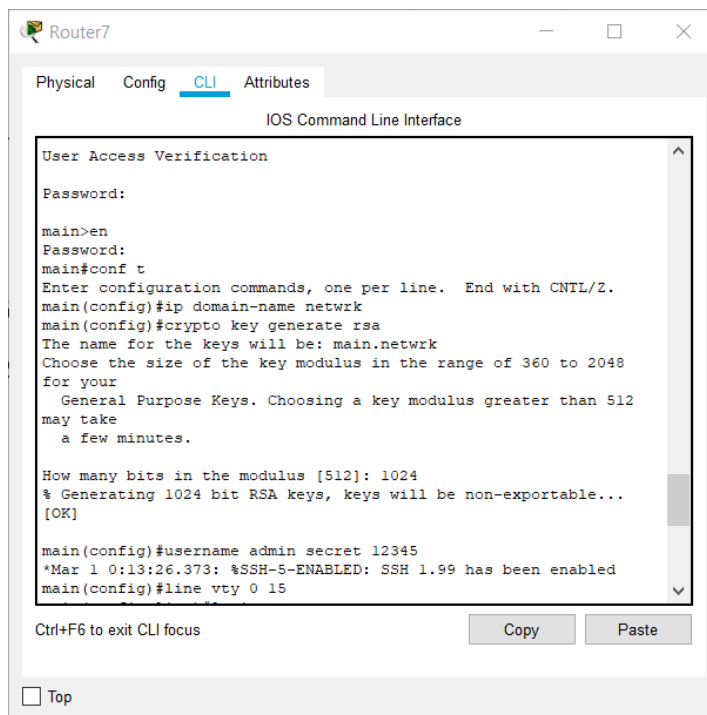 Router7
Physical Config CLI Attributes
IOS Command Line Interface
User Access Verification
Password:
main>en
Password:
main#conf t
Enter configuration commands, one per line.  End with CNTL/Z.
main(config)#ip domain-name netwrk
main(config)#crypto key generate rsa
The name for the keys will be: main.netwrk
Choose the size of the key modulus in the range of 360 to 2048
for your
  General Purpose Keys. Choosing a key modulus greater than 512
may take
  a few minutes.
How many bits in the modulus [512]: 1024
% Generating 1024 bit RSA keys, keys will be non-exportable...
[OK]
main(config)#username admin secret 12345
*Mar 1 0:13:26.373: %SSH-5-ENABLED: SSH 1.99 has been enabled
main(config)#line vty 0 15
Ctrl+F6 to exit CLI focus
Copy Paste
Top